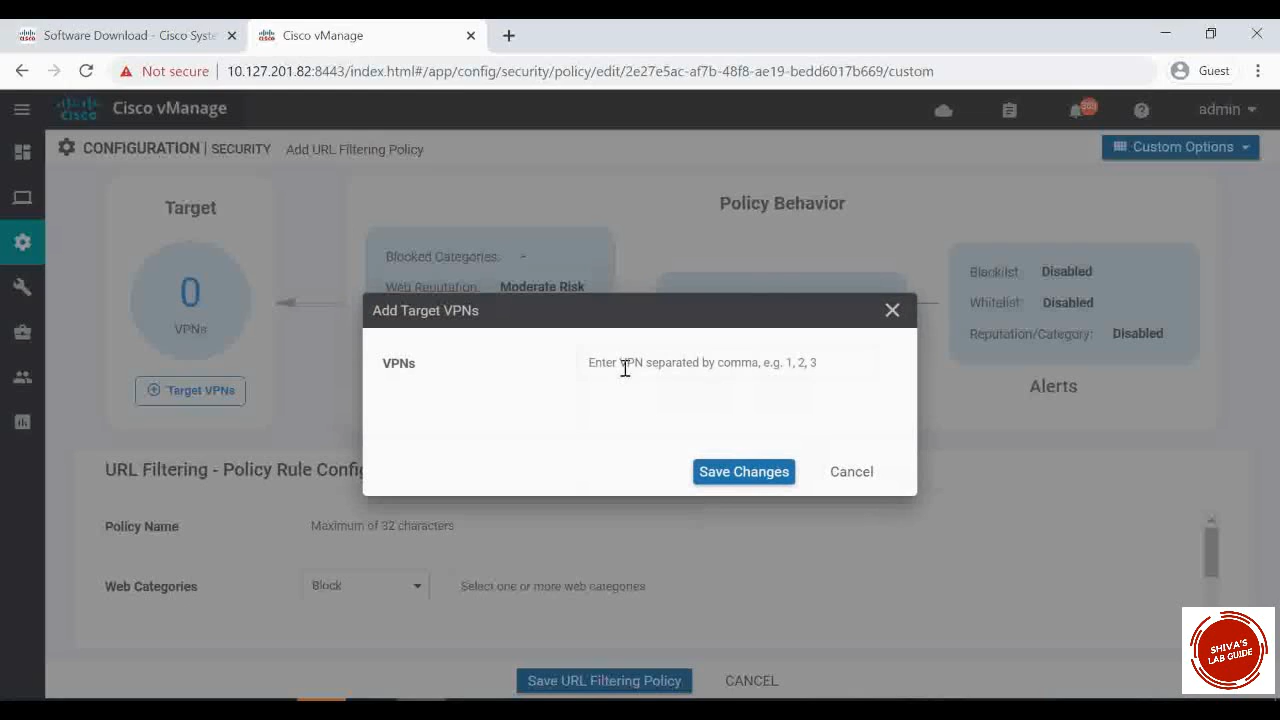 Software Download - Cisco Syste
Cisco vManage
Not secure
10.127.201.82:8443/index.html#/app/config/security/policy/edit/2e27e5ac-af7b-48f8-ae19-bedd6017b669/custom
Guest
cisco
Cisco vManage
admin
CONFIGURATION | SECURITY Add URL Filtering Policy
Custom Options
Target
Policy Behavior
0
VPNs
Target VPNs
Blocked Categories: -
Web Reputation: Moderate Risk
Blacklist Disabled
Whitelist: Disabled
Reputation/Category: Disabled
Alerts
Add Target VPNs
VPNs
Enter VPN separated by comma, e.g. 1, 2, 3
Save Changes
Cancel
URL Filtering - Policy Rule Config
Policy Name
Maximum of 32 characters
Web Categories
Block
Select one or more web categories
Save URL Filtering Policy
CANCEL
SHIVA'S
LAB GUIDE